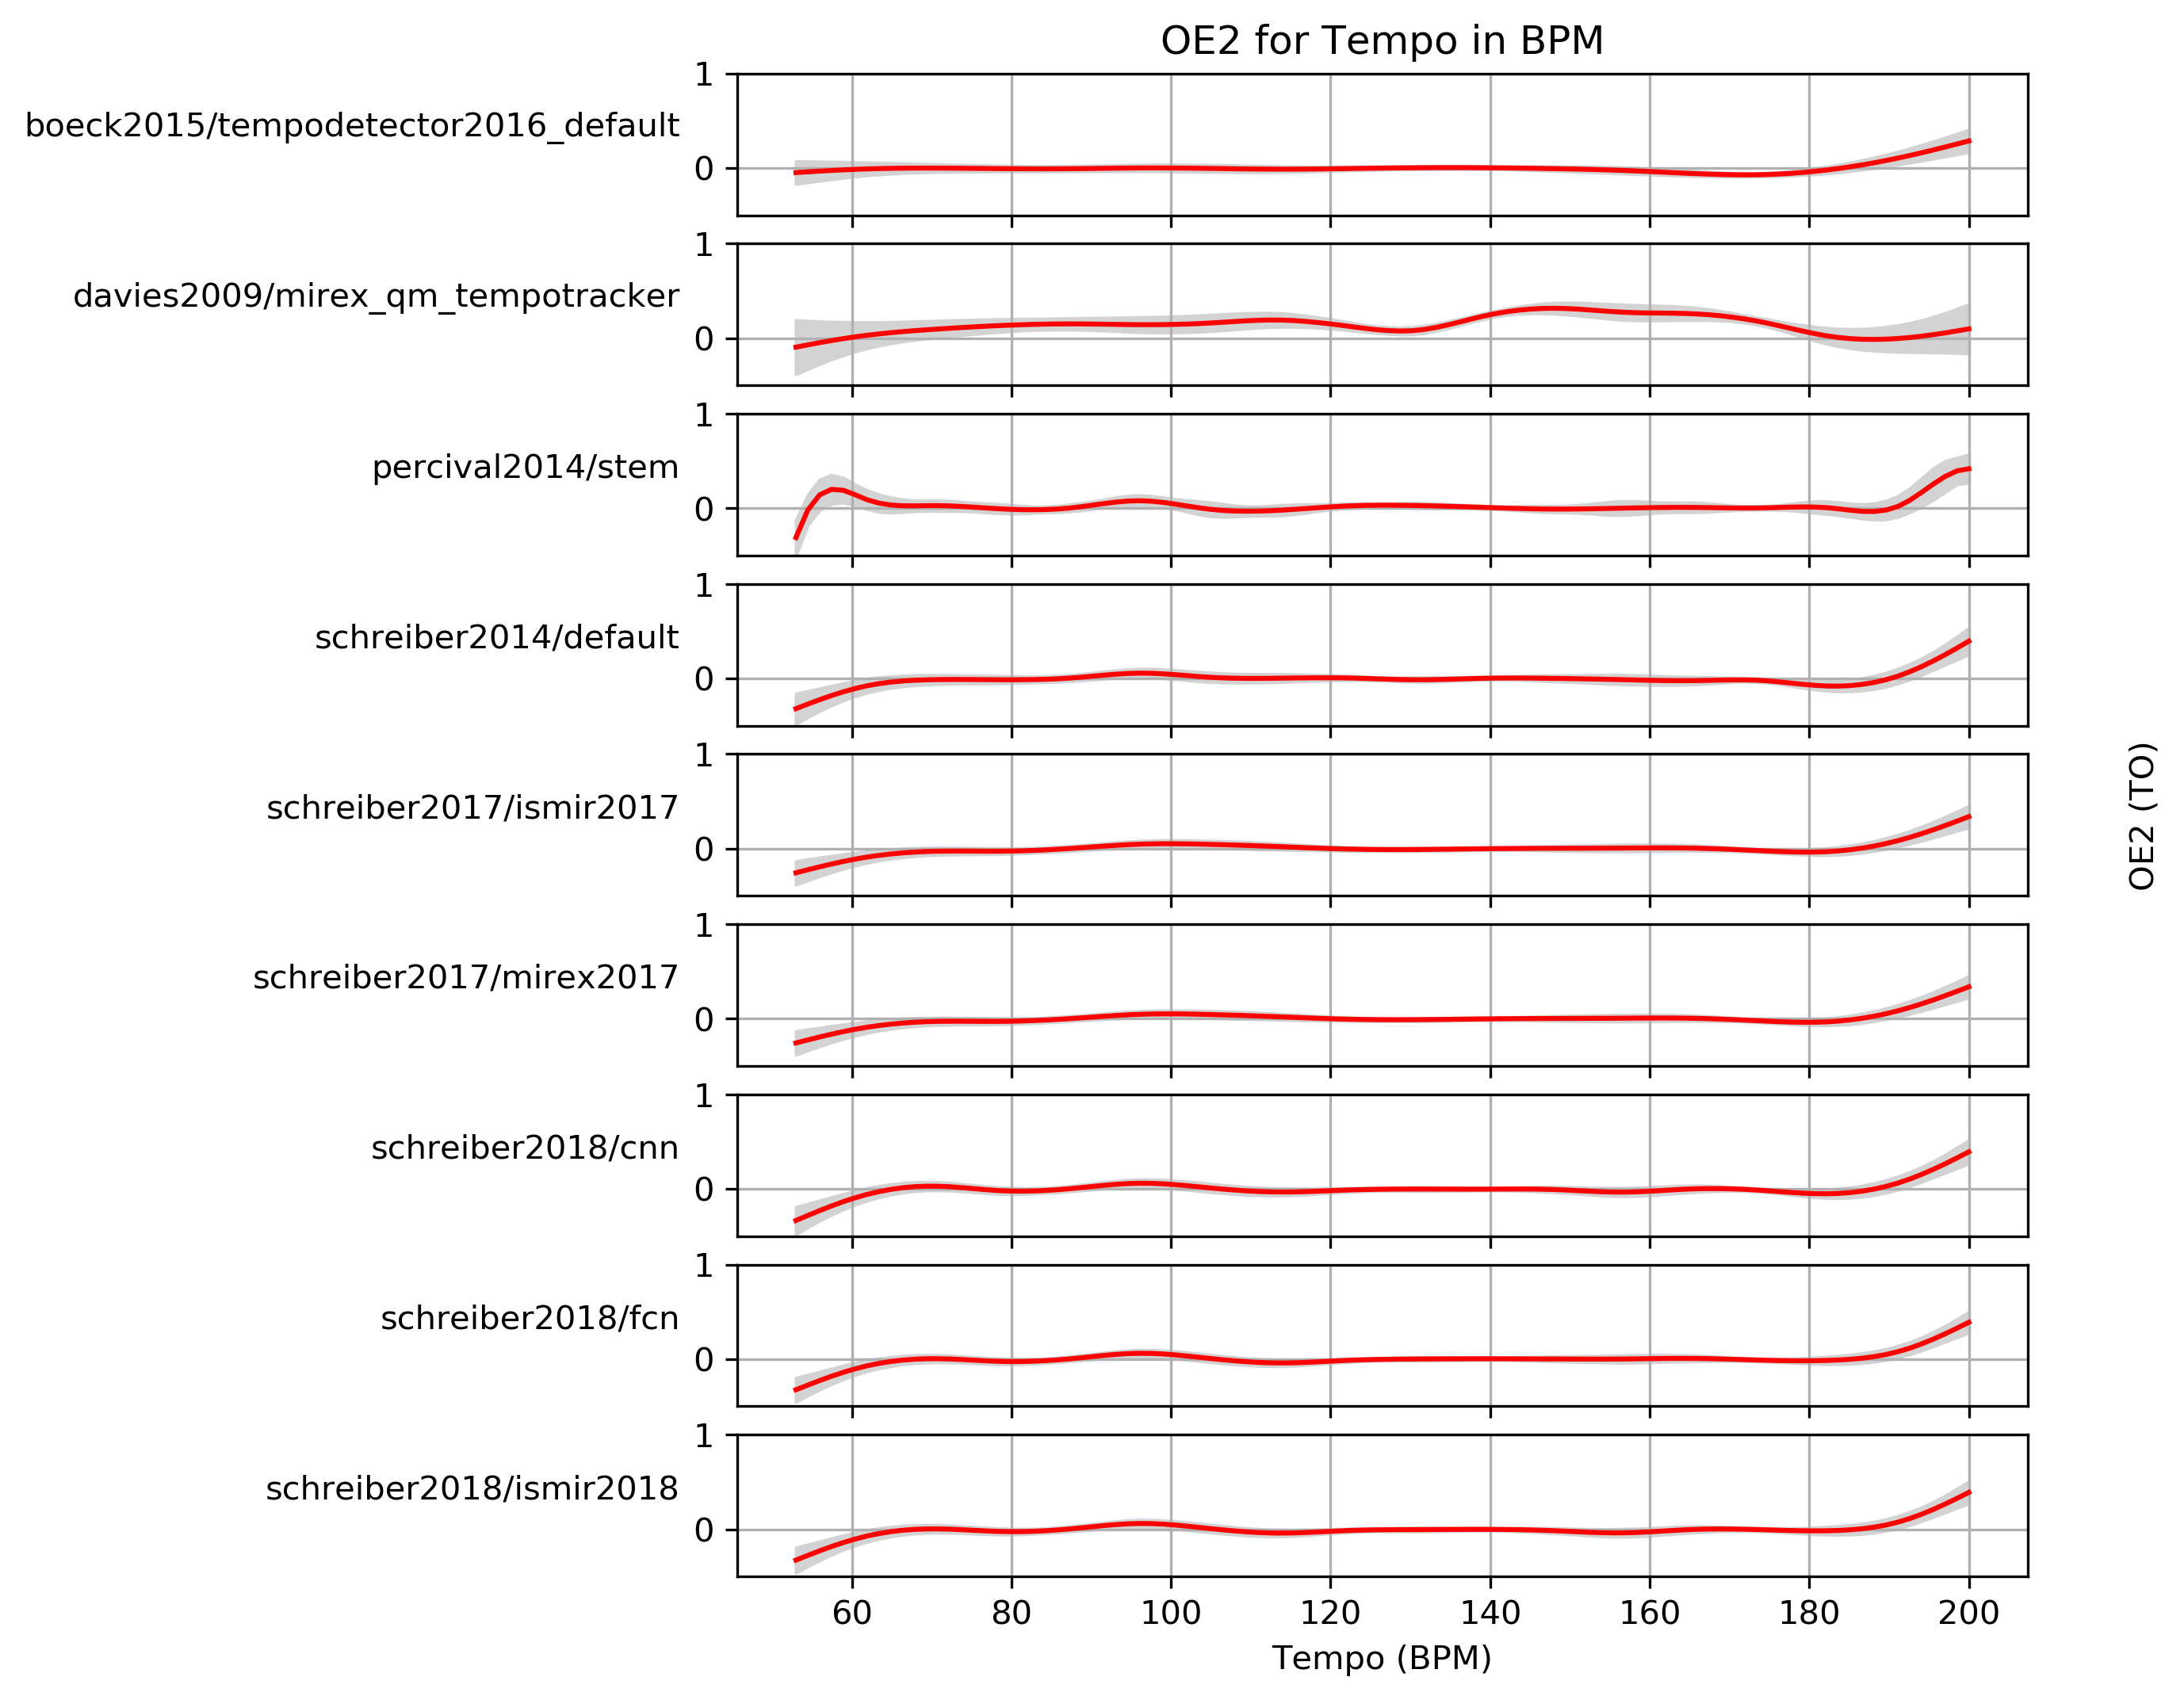 OE2 for Tempo in BPM
boeck2015/tempodetector2016_default
1
0
davies2009/mirex_qm_tempotracker
1
0
percival2014/stem
1
0
schreiber2014/default
1
0
schreiber2017/ismir2017
1
0
schreiber2017/mirex2017
1
0
schreiber2018/cnn
1
0
schreiber2018/fcn
1
0
schreiber2018/ismir2018
1
0
60 80 100 120 140 160 180 200
Tempo (BPM)
OE2 (TO)